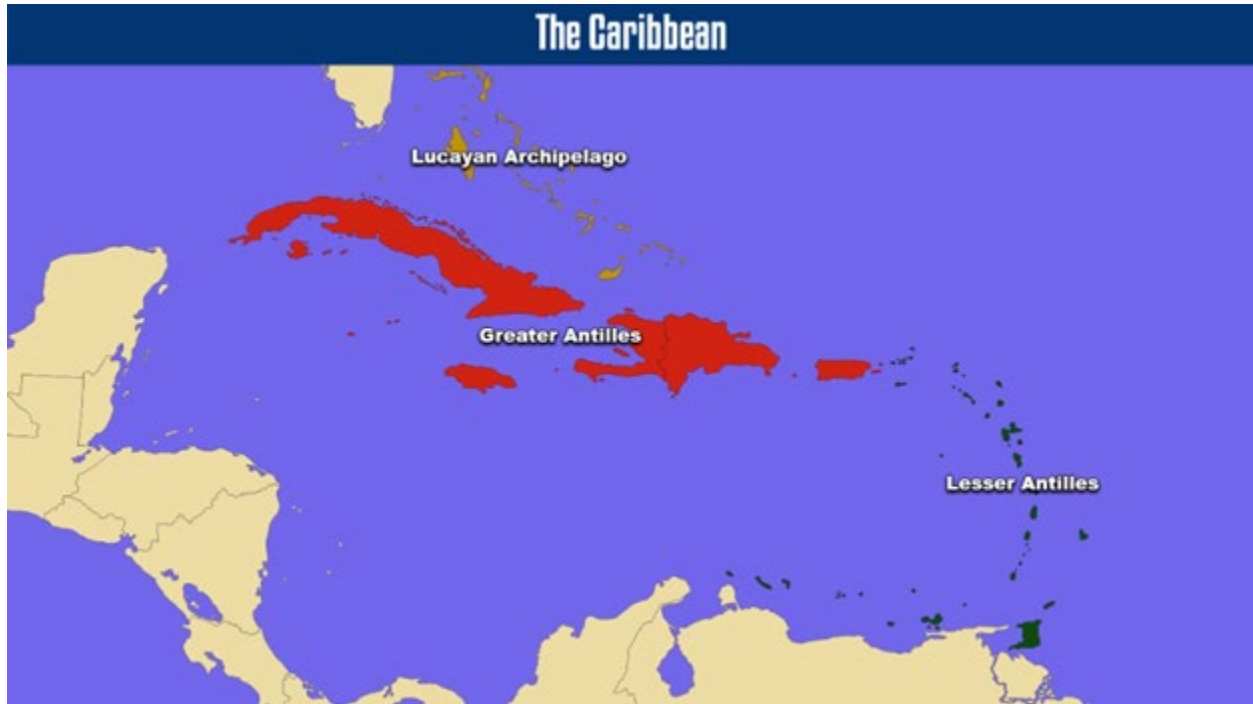 The Caribbean
Lucayan Archipelago
Greater Antilles
Lesser Antilles